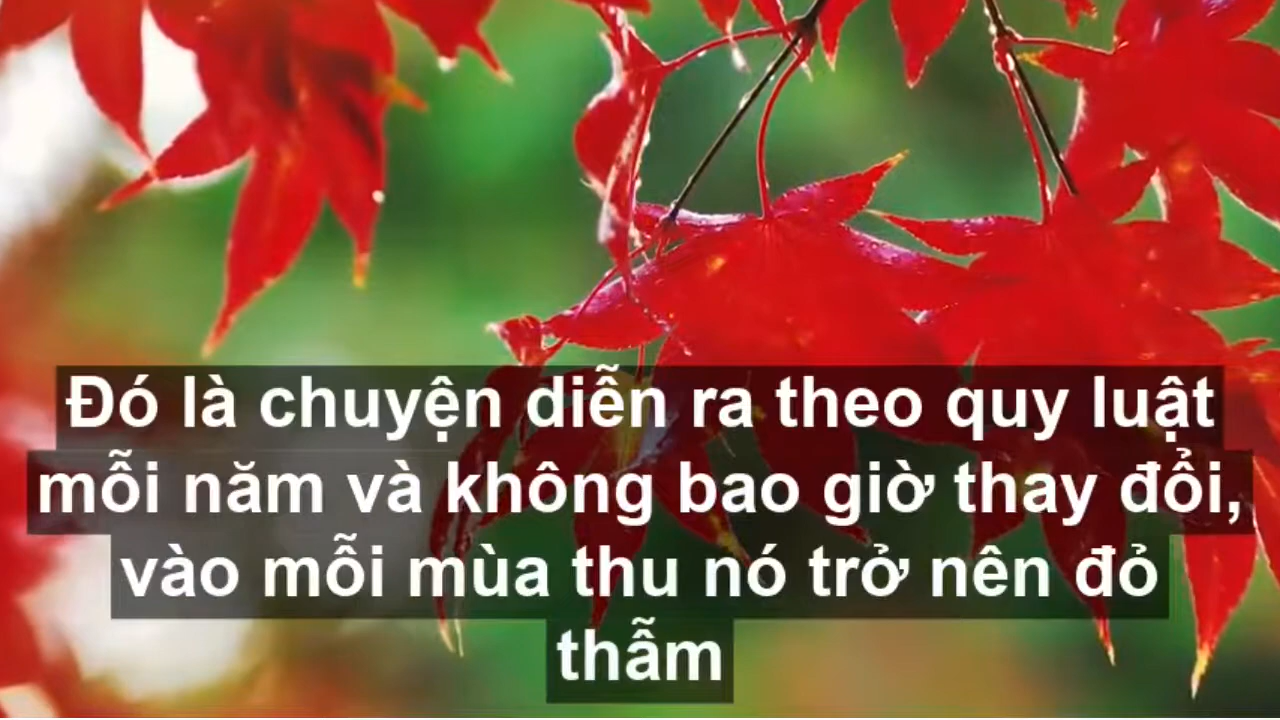 Đó là chuyện diễn ra theo quy luật
mỗi năm và không bao giờ thay đổi,
vào mỗi mùa thu nó trở nên đỏ
thẫm